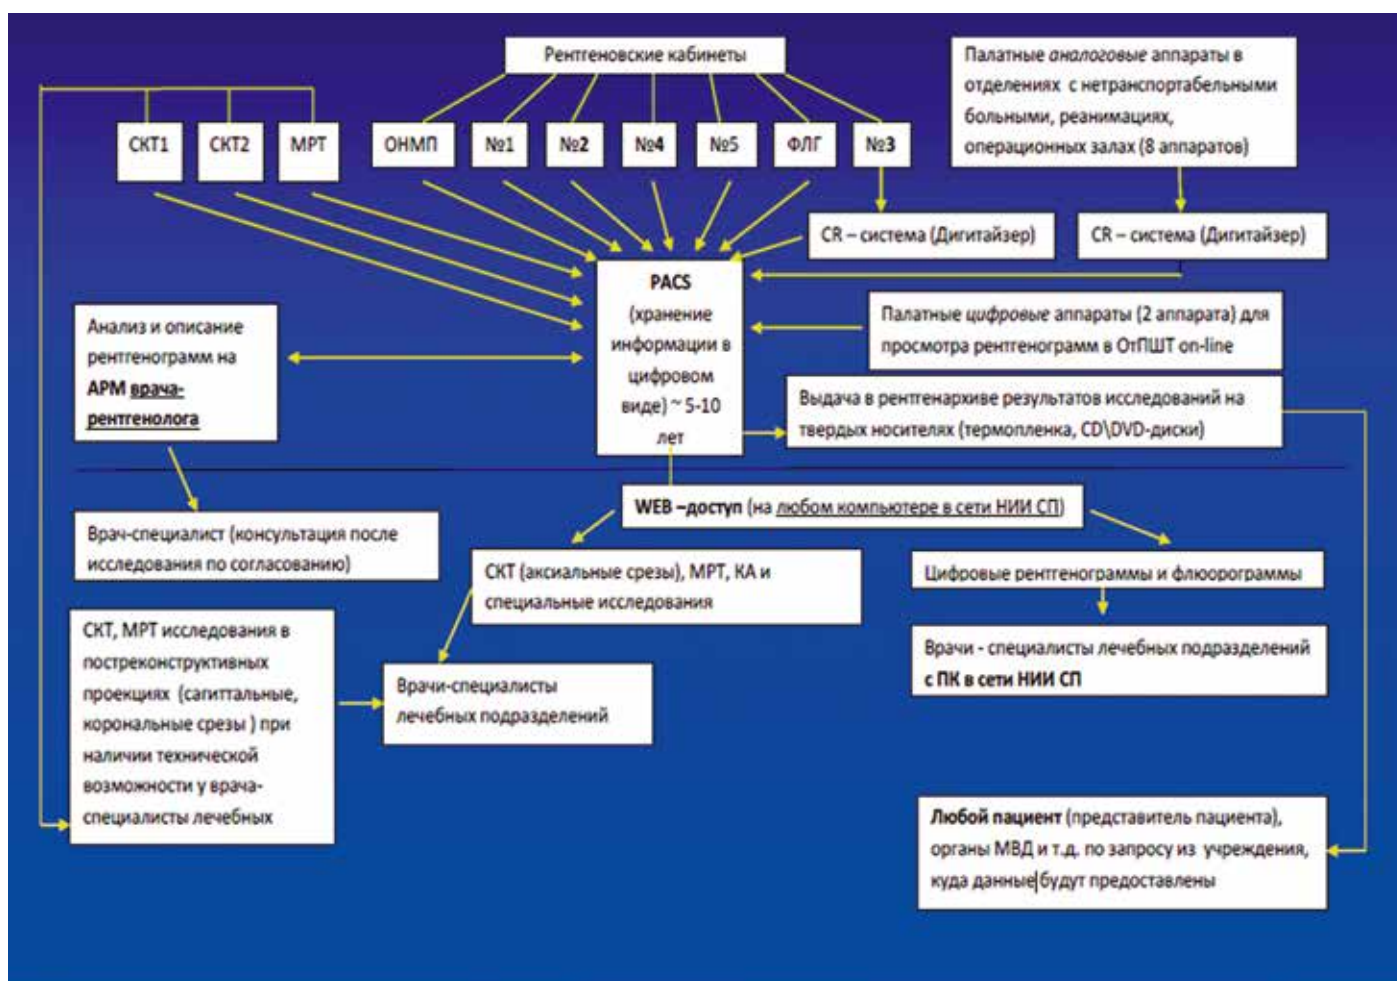 Рентгеновские кабинеты
Палатные аналоговые аппараты в
отделениях с нетранспортабельными
больными, реанимациях,
операционных залах (8 аппаратов)
СКТ1
СКТ2
МРТ
ОНМП
№1
№2
№4
№5
ФЛГ
№3
CR – система (Дигитайзер)
CR – система (Дигитайзер)
PACS
(хранение
информации в
цифровом
виде) ~ 5-10
лет
Анализ и описание
рентгенограмм на
АРМ врача-
рентгенолога
Палатные цифровые аппараты (2 аппарата) для
просмотра рентгенограмм в ОтПШТ on-line
Выдача в рентгенархиве результатов исследований на
твердых носителях (термопленка, CD\DVD-диски)
WEB –доступ (на любом компьютере в сети НИИ СП)
Врач-специалист (консультация после
исследования по согласованию)
СКТ (аксиальные срезы), МРТ, КА и
специальные исследования
Цифровые рентгенограммы и флюорограммы
СКТ, МРТ исследования в
постреконструктивных
проекциях (сагиттальные,
корональные срезы ) при
наличии технической
возможности у врача-
специалисты лечебных
Врачи-специалисты
лечебных подразделений
Врачи - специалисты лечебных подразделений
с ПК в сети НИИ СП
Любой пациент (представитель пациента),
органы МВД и т.д. по запросу из учреждения,
куда данные будут предоставлены